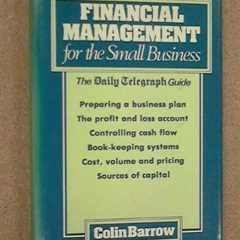 FINANCIAL
MANAGEMENT
for the Small Business
The Daily Telegraph Guide
Preparing a business plan
The profit and loss account
Controlling cash flow
Book-keeping systems
Cost, volume and pricing
Sources of capital
Colin Barrow